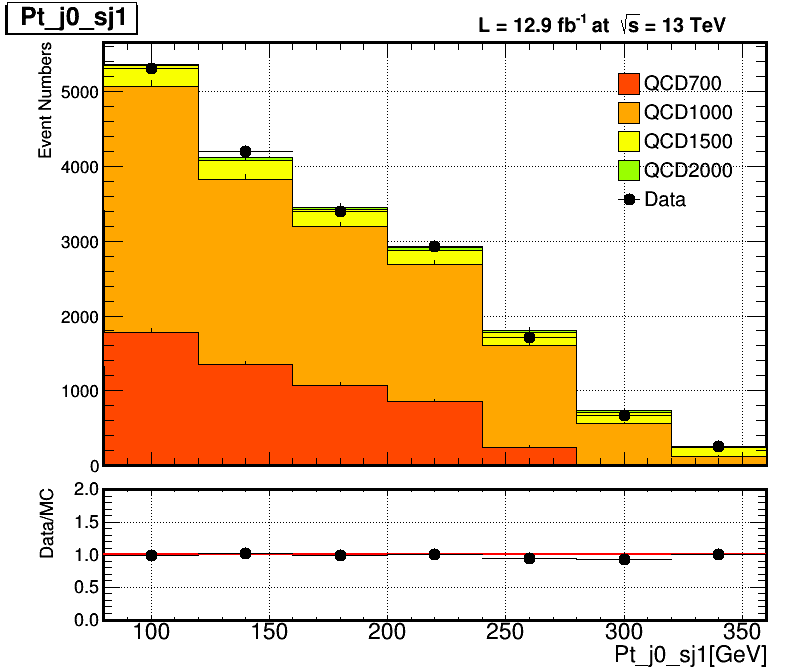 Pt_j0_sj1
L = 12.9 fb⁻¹ at √s = 13 TeV
Event Numbers
5000
4000
3000
2000
1000
0
QCD700
QCD1000
QCD1500
QCD2000
Data
Data/MC
2.0
1.5
1.0
0.5
0.0
100 150 200 250 300 350
Pt_j0_sj1[GeV]